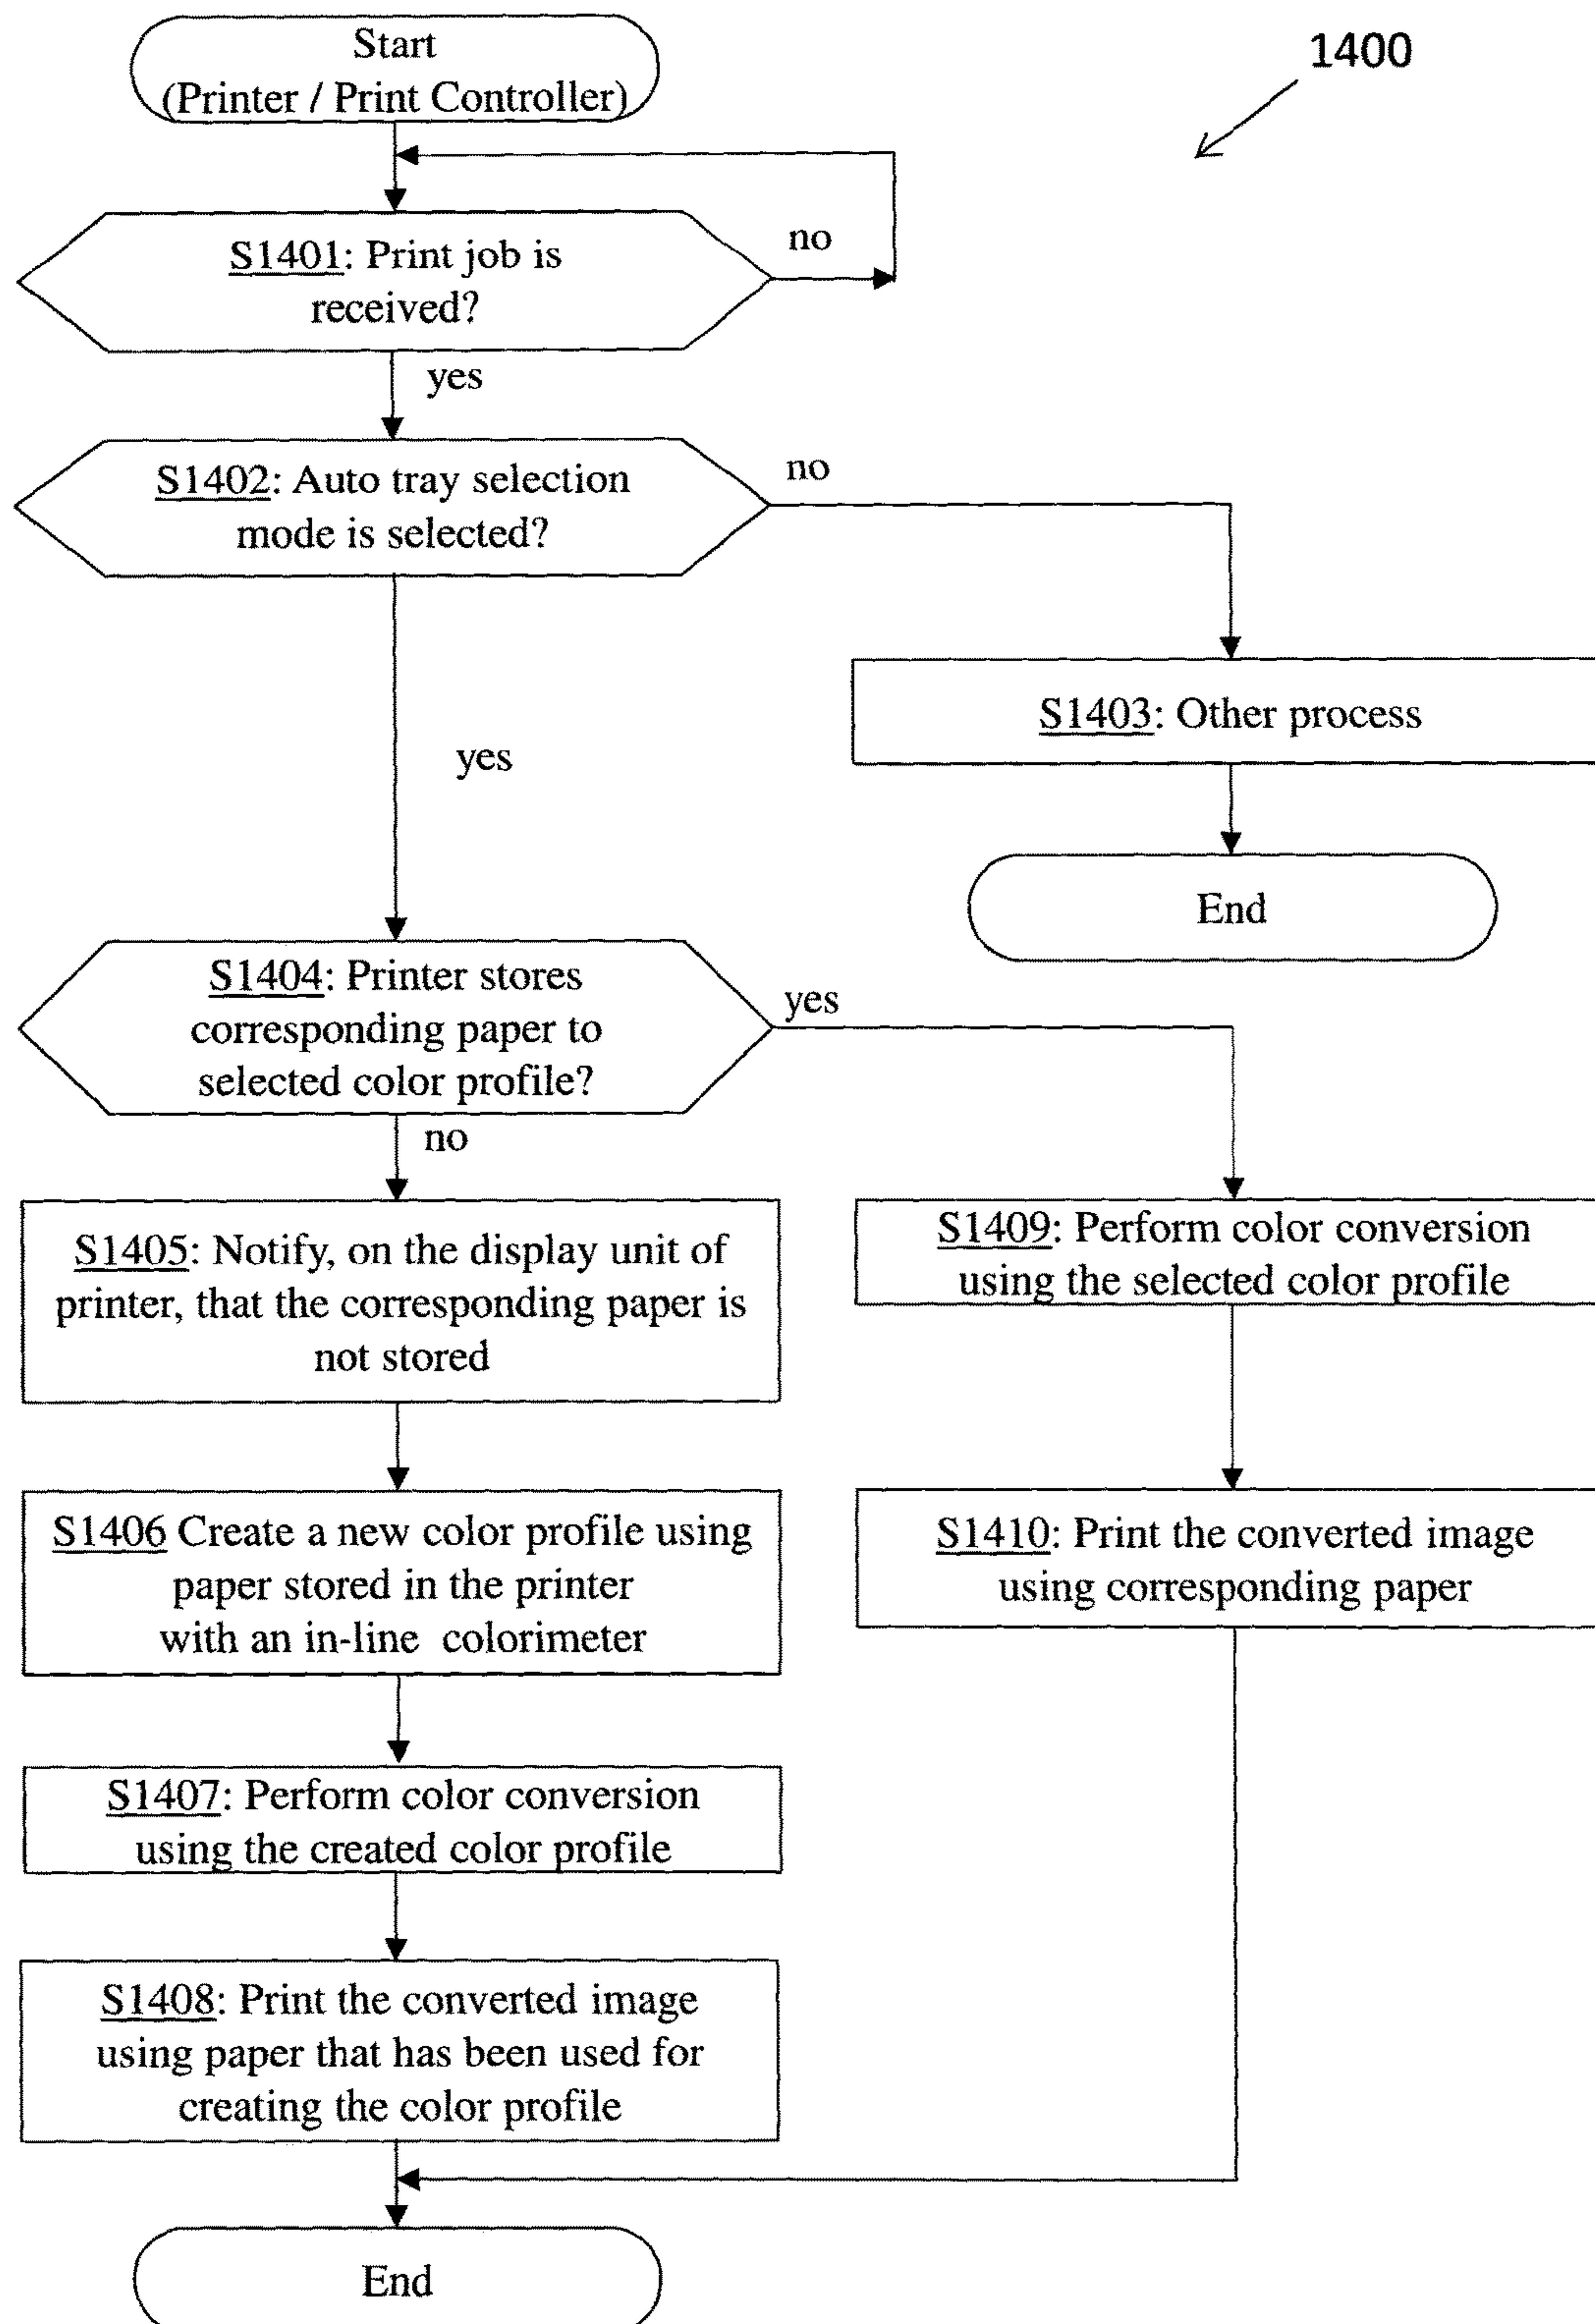 Start
(Printer / Print Controller)
1400
S1401: Print job is
received?
no
yes
S1402: Auto tray selection
mode is selected?
no
yes
S1403: Other process
End
S1404: Printer stores
corresponding paper to
selected color profile?
yes
no
S1405: Notify, on the display unit of
printer, that the corresponding paper is
not stored
S1409: Perform color conversion
using the selected color profile
S1406 Create a new color profile using
paper stored in the printer
with an in-line colorimeter
S1410: Print the converted image
using corresponding paper
S1407: Perform color conversion
using the created color profile
S1408: Print the converted image
using paper that has been used for
creating the color profile
End